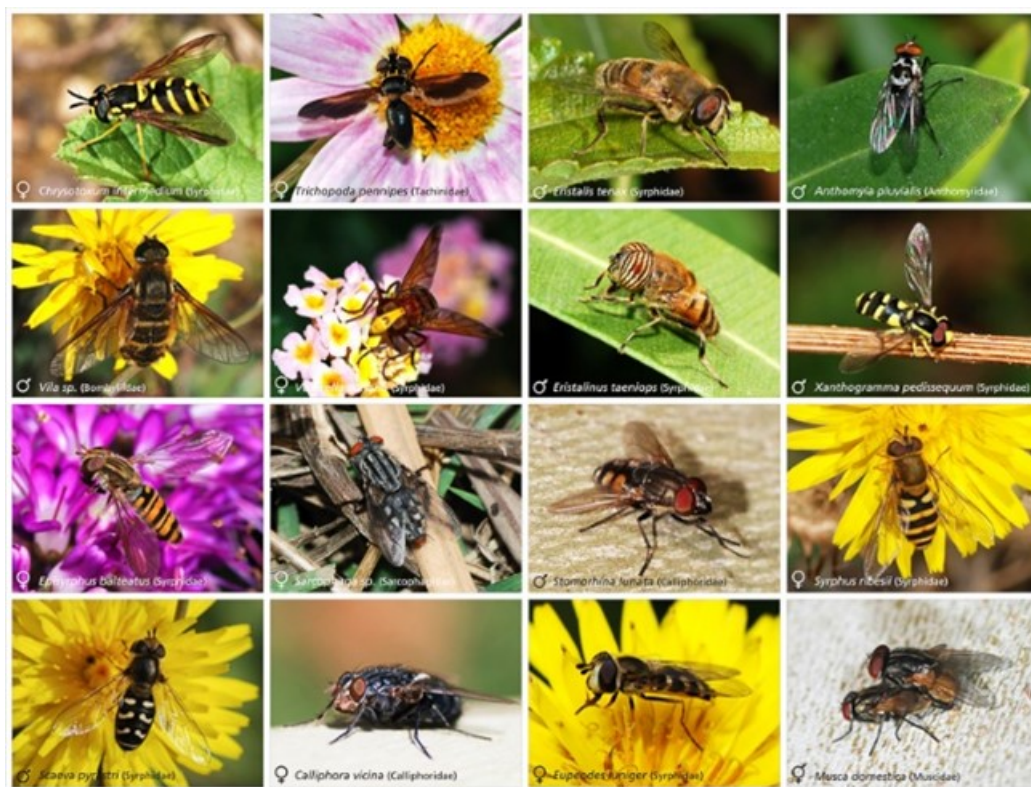 ♀ Chrysotoxum intermedium (Syrphidae)
♀ Trichopoda pennipes (Tachinidae)
♂ Eristalis tenax (Syrphidae)
♂ Anthomyia pluvialis (Anthomyiidae)
♂ Villa sp. (Bombyliidae)
♀ (Syrphidae)
♂ Eristalinus taeniops (Syrphidae)
♂ Xanthogramma pedissequum (Syrphidae)
♀ Episyrphus balteatus (Syrphidae)
♀ Sarcophaga sp. (Sarcophagidae)
♂ Stomorhina lunata (Calliphoridae)
♀ Syrphus ribesii (Syrphidae)
♂ Scaeva pyrastri (Syrphidae)
♀ Calliphora vicina (Calliphoridae)
♀ Eupeodes luniger (Syrphidae)
⚥ Musca domestica (Muscidae)